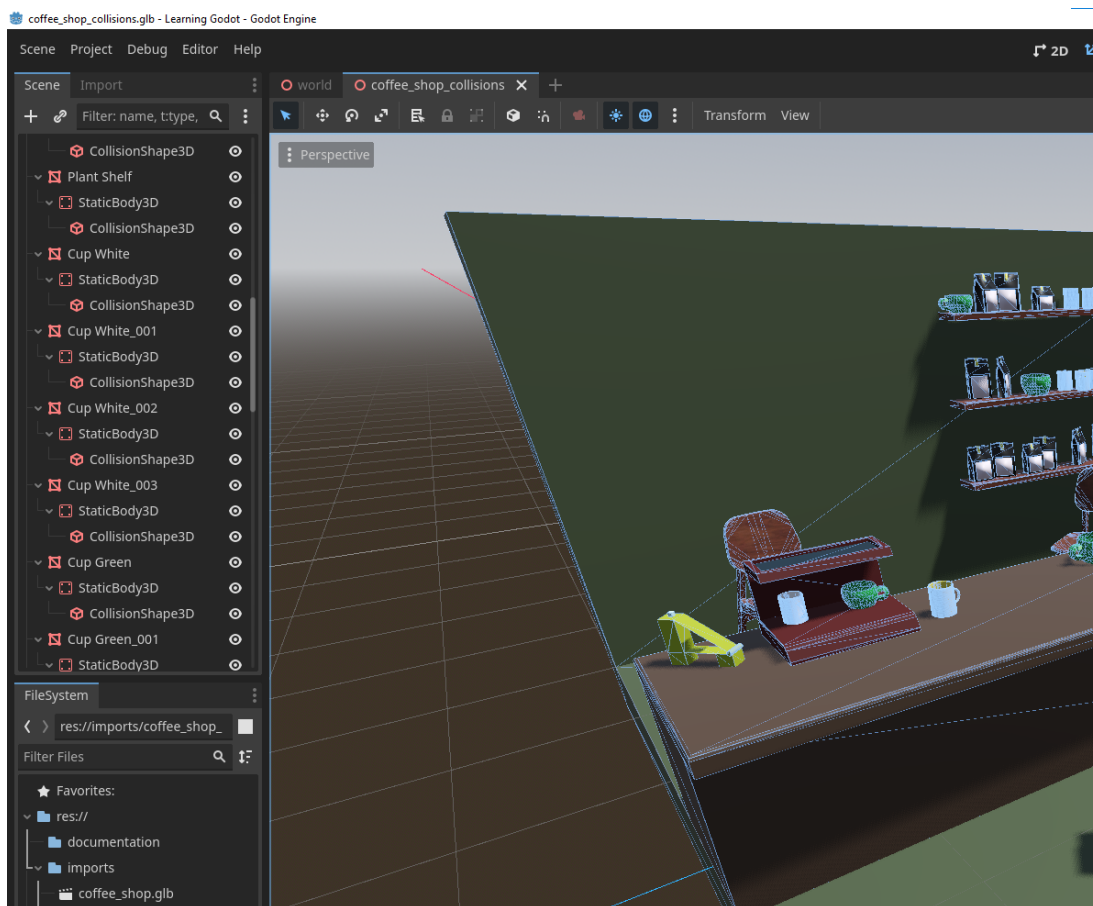 coffee_shop_collisions.glb - Learning Godot - Godot Engine
Scene Project Debug Editor Help
2D
Scene Import
world coffee_shop_collisions
Filter: name, t:type,
Transform View
Perspective
CollisionShape3D
Plant Shelf
StaticBody3D
CollisionShape3D
Cup White
StaticBody3D
CollisionShape3D
Cup White_001
StaticBody3D
CollisionShape3D
Cup White_002
StaticBody3D
CollisionShape3D
Cup White_003
StaticBody3D
CollisionShape3D
Cup Green
StaticBody3D
CollisionShape3D
Cup Green_001
StaticBody3D
FileSystem
res://imports/coffee_shop_
Filter Files
Favorites:
res://
documentation
imports
coffee_shop.glb